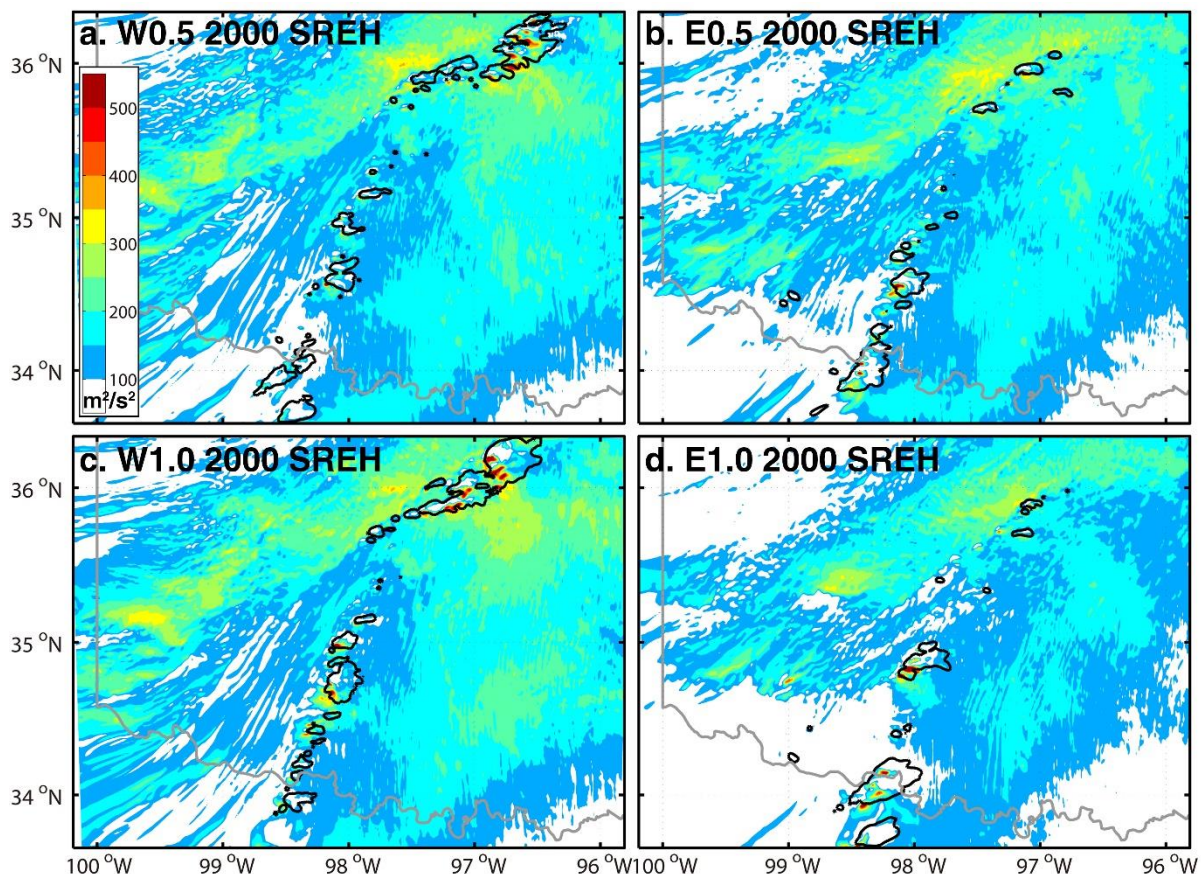 a. W0.5 2000 SREH
b. E0.5 2000 SREH
36 °N
500
400
300
35 °N
200
100
34 °N
m²/s²
c. W1.0 2000 SREH
d. E1.0 2000 SREH
36 °N
35 °N
34 °N
100 °W 99 °W 98 °W 97 °W 96 °W
100 °W 99 °W 98 °W 97 °W 96 °W